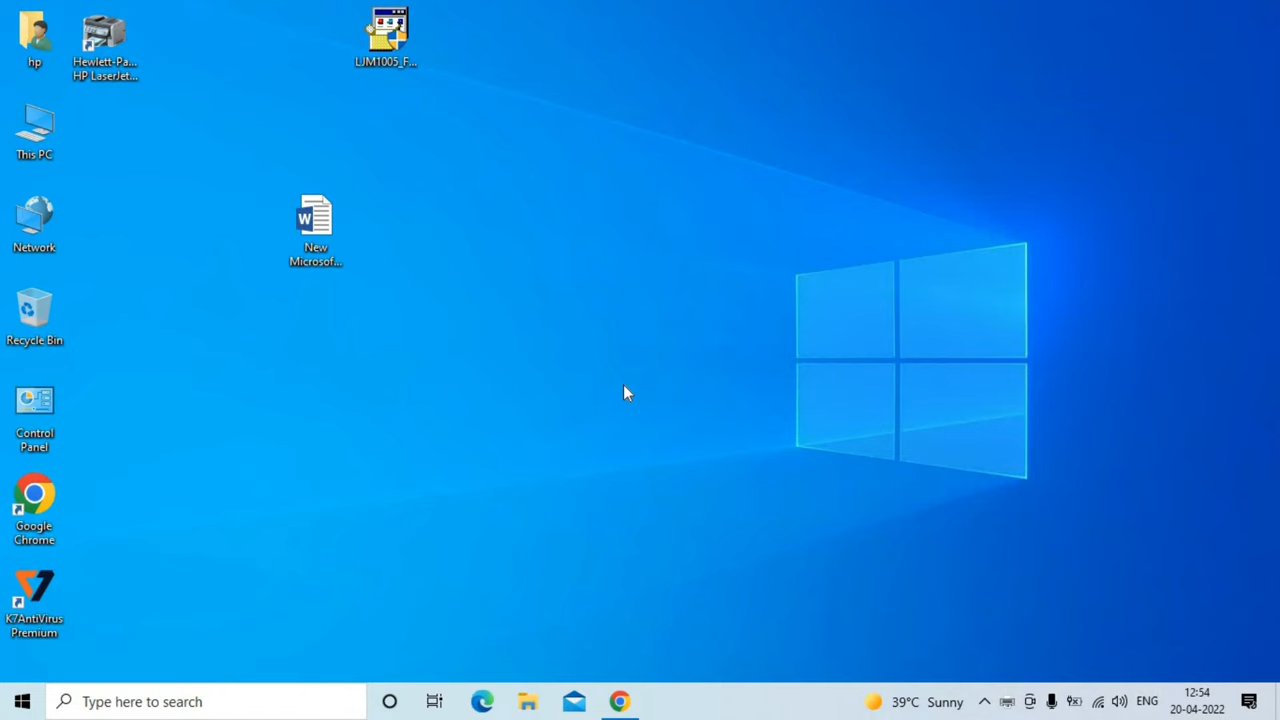 hp
Hewlett-Pa...
HP LaserJet...
LJM1005_F...
This PC
W
New
Microsof...
Network
Recycle Bin
Control
Panel
Google
Chrome
K7AntiVirus
Premium
Type here to search
39°C Sunny
ENG
12:54
20-04-2022